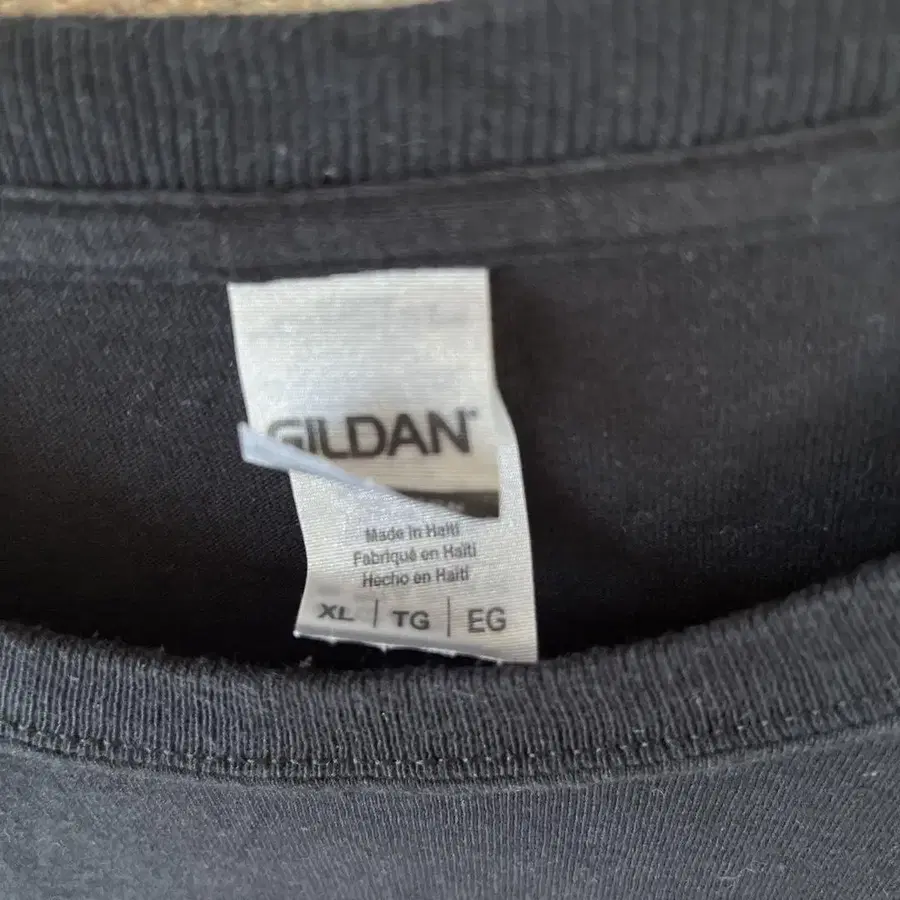 GILDAN
Made in Haiti
Fabriqué en Haïti
Hecho en Haití
XL | TG | EG